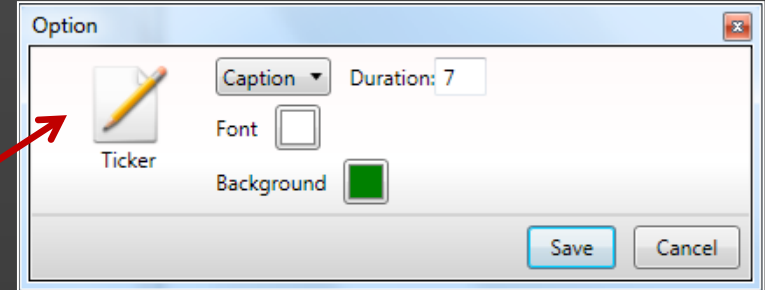 Option
Caption Duration: 7
Font
Ticker
Background
Save Cancel